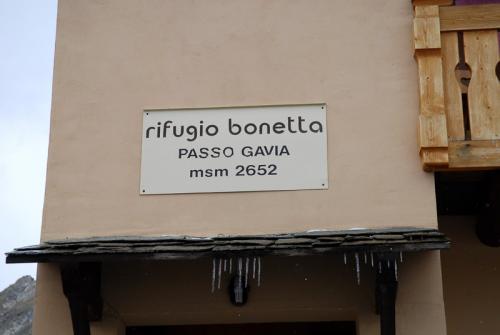 rifugio bonetta
PASSO GAVIA
msm 2652